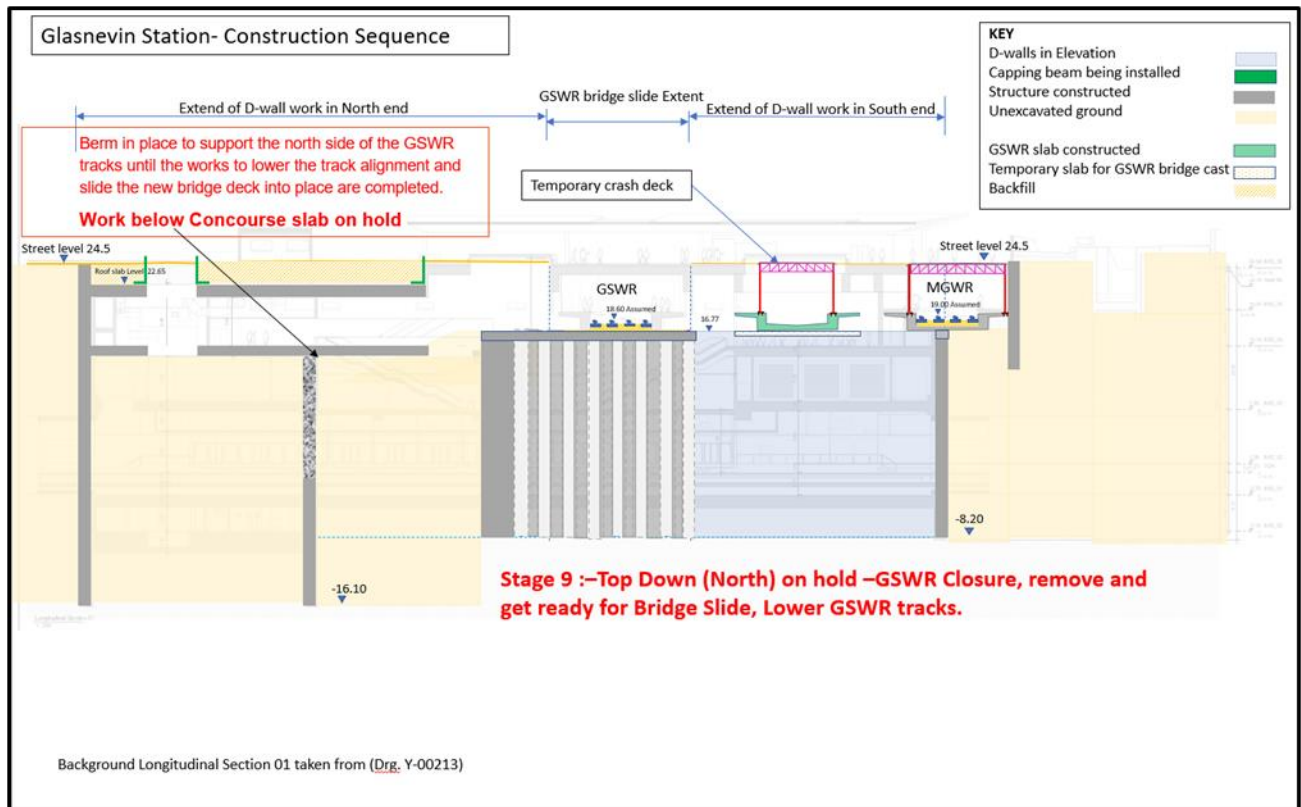 Glasnevin Station- Construction Sequence
KEY
D-walls in Elevation
Capping beam being installed
Structure constructed
Unexcavated ground
GSWR slab constructed
Temporary slab for GSWR bridge cast
Backfill
Extend of D-wall work in North end
GSWR bridge slide Extent
Extend of D-wall work in South end
Berm in place to support the north side of the GSWR
tracks until the works to lower the track alignment and
slide the new bridge deck into place are completed.
Work below Concourse slab on hold
Temporary crash deck
Street level 24.5
Street level 24.5
Roof slab Level 22.65
GSWR
18.60 Assumed
16.77
MGWR
19.00 Assumed
-8.20
-16.10
Stage 9 :–Top Down (North) on hold –GSWR Closure, remove and
get ready for Bridge Slide, Lower GSWR tracks.
Background Longitudinal Section 01 taken from (Drg. Y-00213)